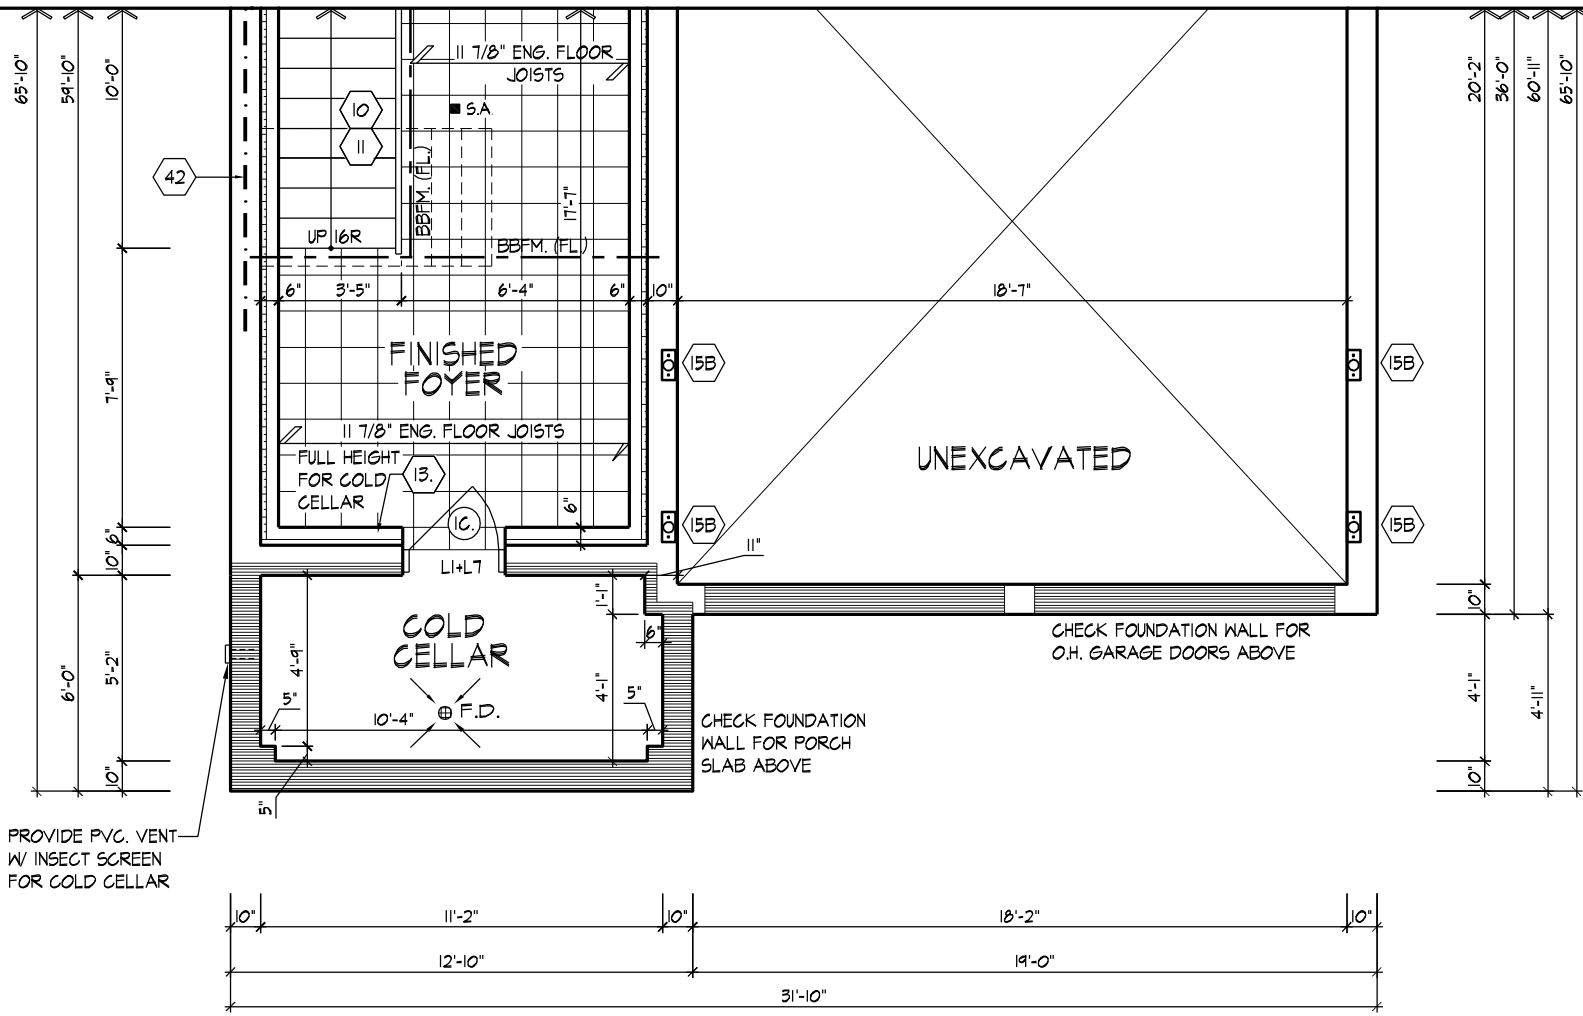 65'-10"
59'-10"
10'-0"
11 7/8" ENG. FLOOR
JOISTS
20'-2"
36'-0"
60'-11"
65'-10"
10
S.A.
11
42
BBFM. (FL.)
17'-7"
UP 16R
BBFM. (FL.)
6"
3'-5"
6'-4"
6"
10"
18'-7"
FINISHED
FOYER
15B
15B
7'-9"
11 7/8" ENG. FLOOR JOISTS
FULL HEIGHT
FOR COLD
CELLAR
13.
UNEXCAVATED
6"
1C.
15B
15B
6"
10"
11"
L1+L7
1'-1"
10"
COLD
CELLAR
6"
CHECK FOUNDATION WALL FOR
O.H. GARAGE DOORS ABOVE
6'-0"
5'-2"
4'-9"
5"
4'-1"
5"
4'-1"
4'-11"
10'-4"
F.D.
CHECK FOUNDATION
WALL FOR PORCH
SLAB ABOVE
10"
10"
5"
PROVIDE PVC. VENT
W/ INSECT SCREEN
FOR COLD CELLAR
10"
11'-2"
10"
18'-2"
10"
12'-10"
19'-0"
31'-10"